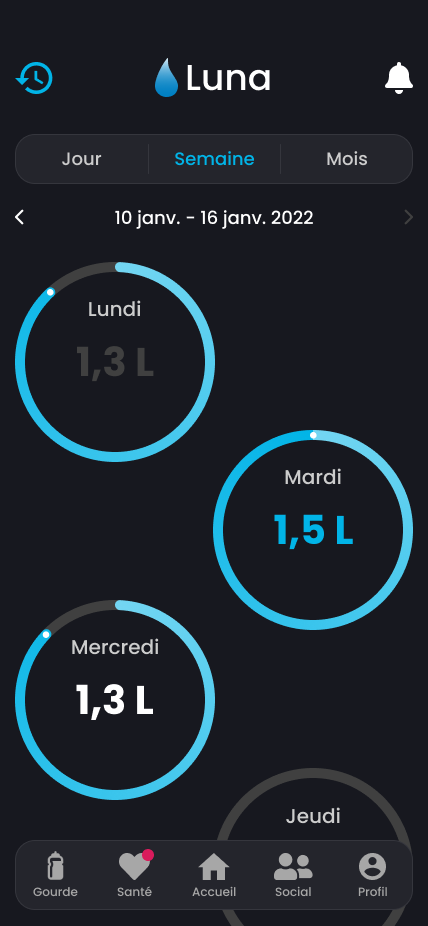 Luna
Jour Semaine Mois
10 janv. - 16 janv. 2022
Lundi
1,3 L
Mardi
1,5 L
Mercredi
1,3 L
Jeudi
Gourde Santé Accueil Social Profil